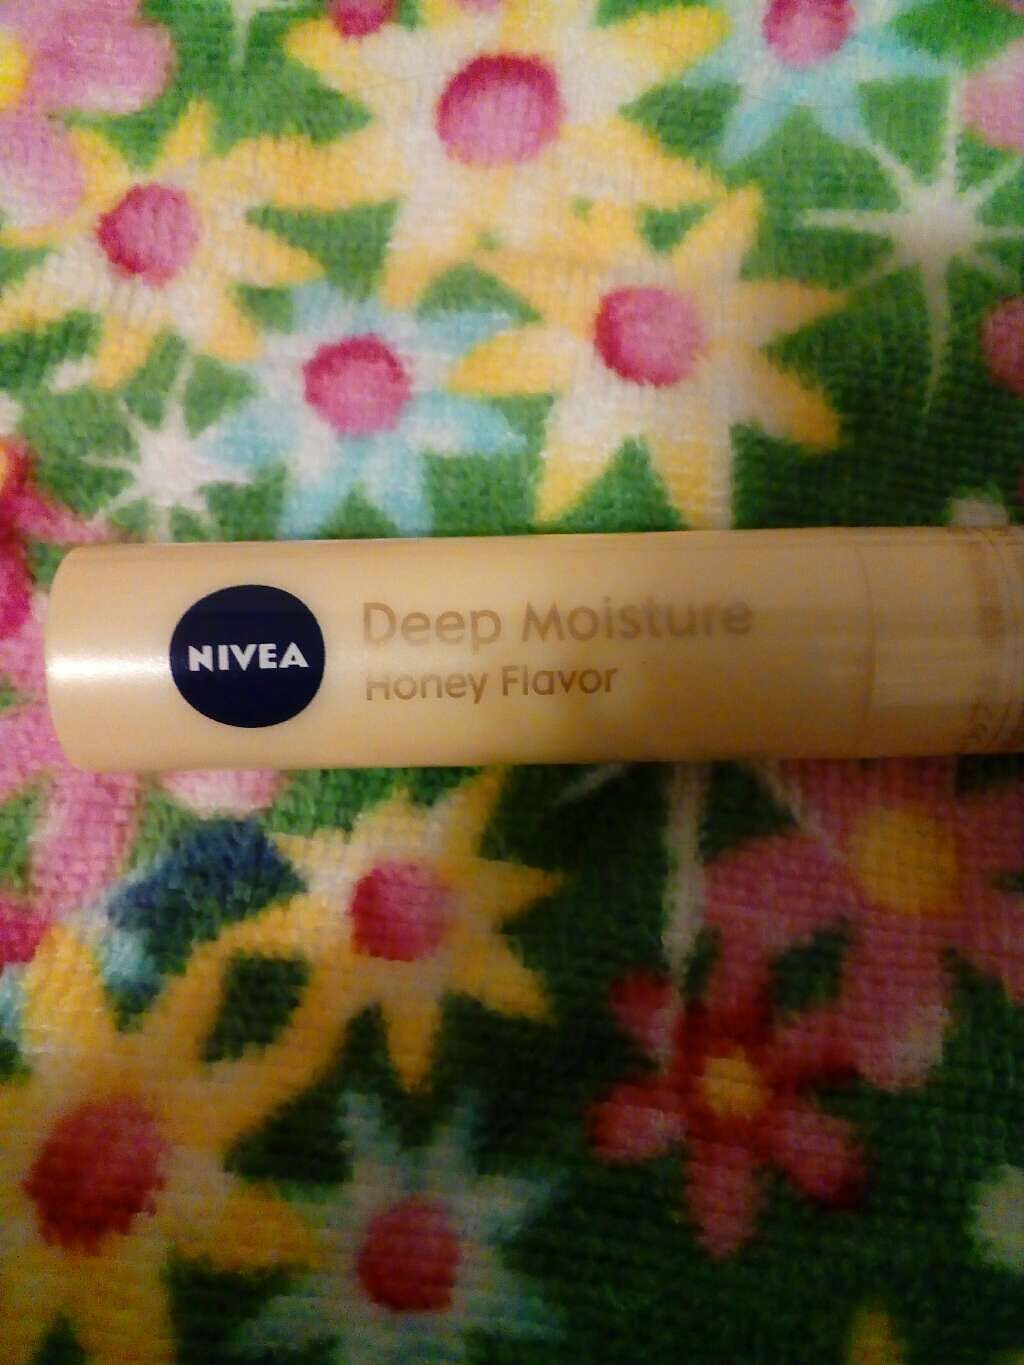 NIVEA
Deep Moisture
Honey Flavor